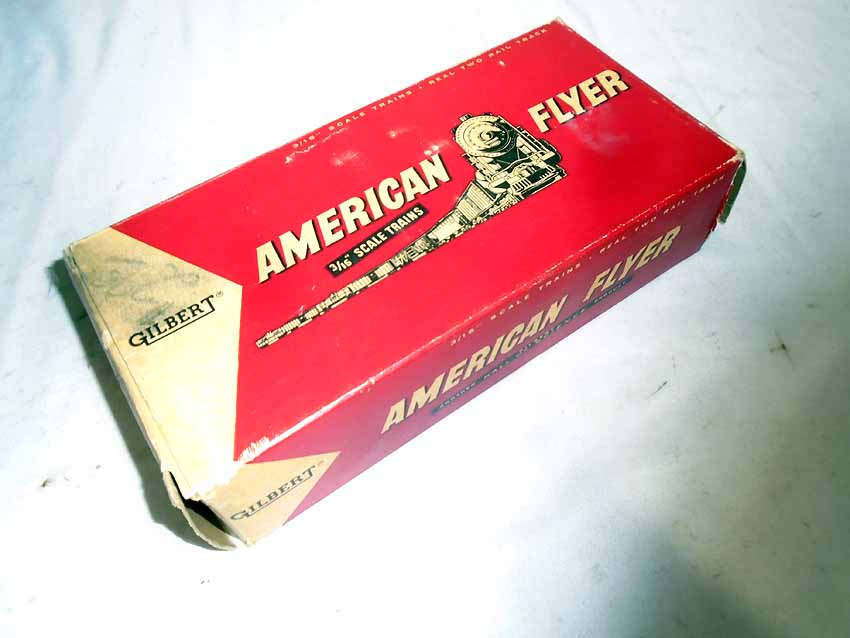 3/16" SCALE TRAINS • REAL TWO RAIL TRACK
AMERICAN FLYER
3/16" SCALE TRAINS
GILBERT®
3/16" SCALE TRAINS • REAL TWO RAIL TRACK
AMERICAN FLYER
GILBERT®